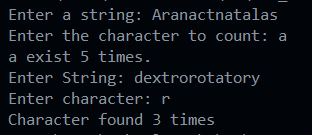 Enter a string: Aranactnatalas
Enter the character to count: a
a exist 5 times.
Enter String: dextrorotatory
Enter character: r
Character found 3 times